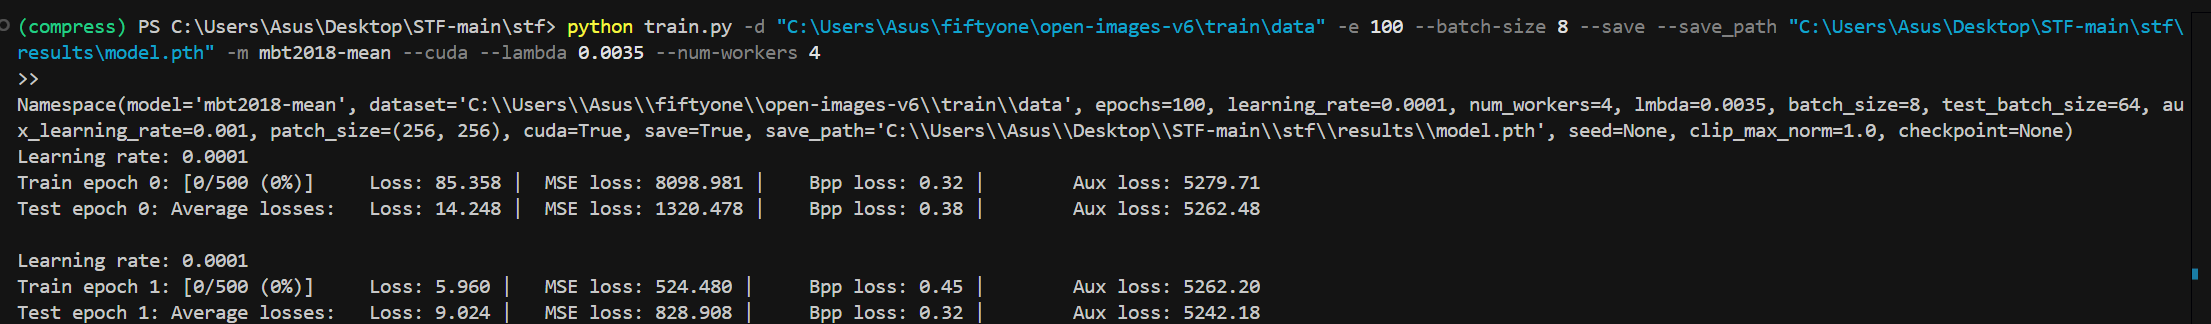 (compress) PS C:\Users\Asus\Desktop\STF-main\stf> python train.py -d "C:\Users\Asus\fiftyone\open-images-v6\train\data" -e 100 --batch-size 8 --save --save_path "C:\Users\Asus\Desktop\STF-main\stf\
results\model.pth" -m mbt2018-mean --cuda --lambda 0.0035 --num-workers 4
>>
Namespace(model='mbt2018-mean', dataset='C:\\Users\\Asus\\fiftyone\\open-images-v6\\train\\data', epochs=100, learning_rate=0.0001, num_workers=4, lmbda=0.0035, batch_size=8, test_batch_size=64, au
x_learning_rate=0.001, patch_size=(256, 256), cuda=True, save=True, save_path='C:\\Users\\Asus\\Desktop\\STF-main\\stf\\results\\model.pth', seed=None, clip_max_norm=1.0, checkpoint=None)
Learning rate: 0.0001
Train epoch 0: [0/500 (0%)] Loss: 85.358 | MSE loss: 8098.981 | Bpp loss: 0.32 | Aux loss: 5279.71
Test epoch 0: Average losses: Loss: 14.248 | MSE loss: 1320.478 | Bpp loss: 0.38 | Aux loss: 5262.48
Learning rate: 0.0001
Train epoch 1: [0/500 (0%)] Loss: 5.960 | MSE loss: 524.480 | Bpp loss: 0.45 | Aux loss: 5262.20
Test epoch 1: Average losses: Loss: 9.024 | MSE loss: 828.908 | Bpp loss: 0.32 | Aux loss: 5242.18